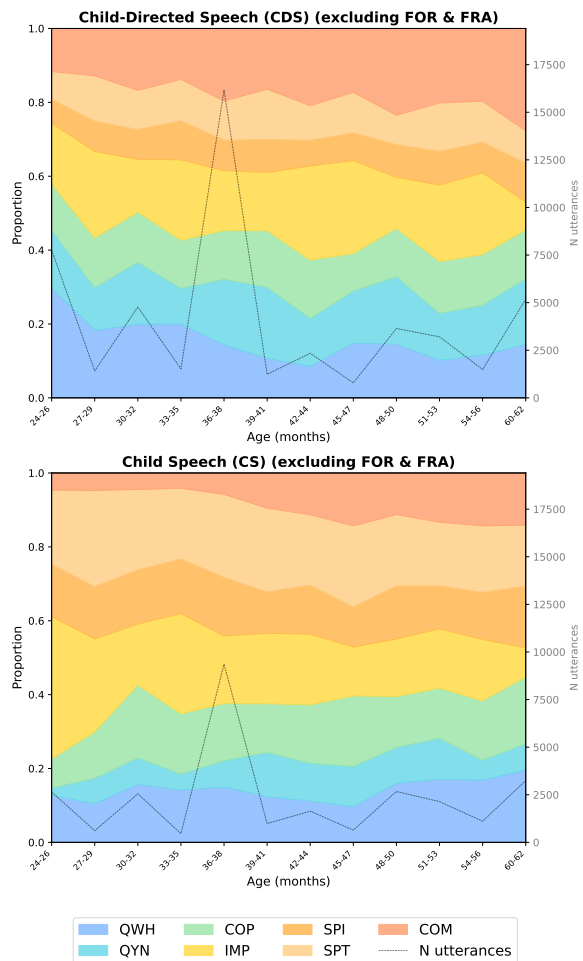 Child-Directed Speech (CDS) (excluding FOR & FRA)
1.0
0.8
0.6
0.4
0.2
0.0
Proportion
17500
15000
12500
10000
7500
5000
2500
0
N utterances
24-26 27-29 30-32 33-35 36-38 39-41 42-44 45-47 48-50 51-53 54-56 60-62
Age (months)
Child Speech (CS) (excluding FOR & FRA)
1.0
0.8
0.6
0.4
0.2
0.0
Proportion
17500
15000
12500
10000
7500
5000
2500
0
N utterances
24-26 27-29 30-32 33-35 36-38 39-41 42-44 45-47 48-50 51-53 54-56 60-62
Age (months)
QWH COP SPI COM
QYN IMP SPT N utterances